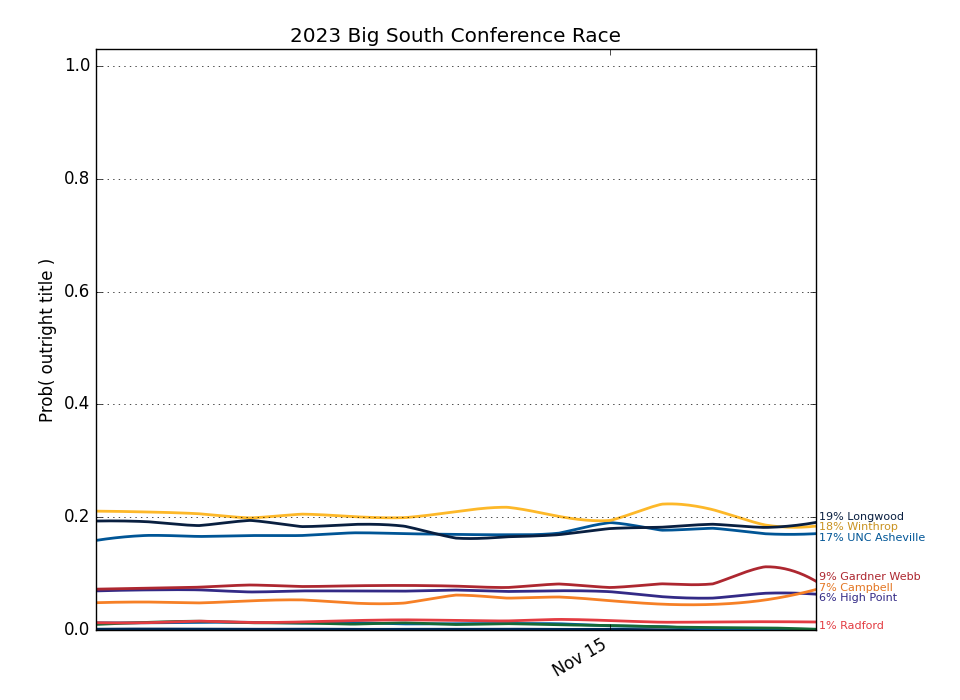 2023 Big South Conference Race
Prob( outright title )
1.0
0.8
0.6
0.4
0.2
0.0
Nov 15
19% Longwood
18% Winthrop
17% UNC Asheville
9% Gardner Webb
7% Campbell
6% High Point
1% Radford